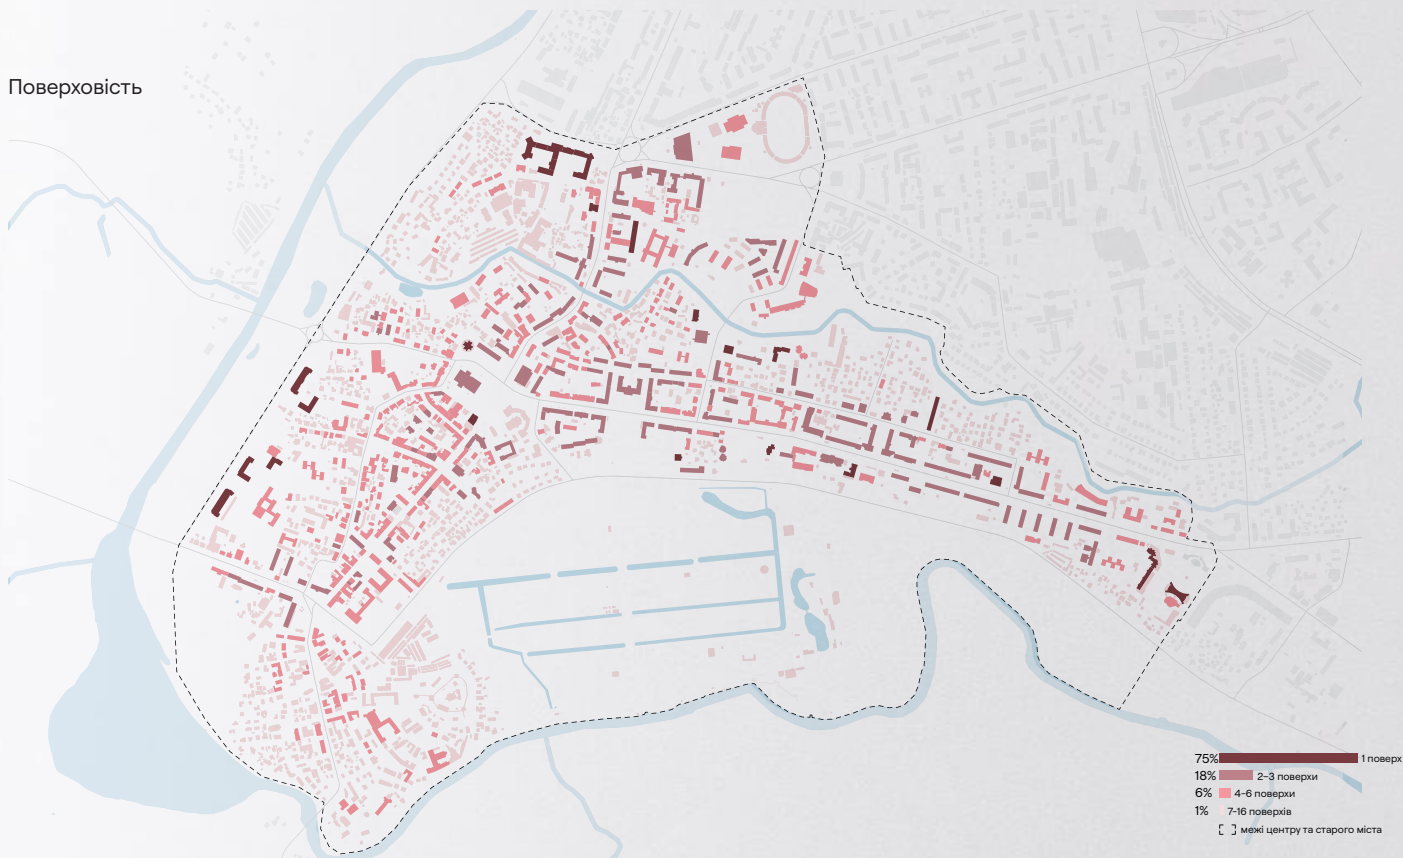 Поверховість
75% 1 поверх
18% 2-3 поверхи
6% 4-6 поверхи
1% 7-16 поверхів
межі центру та старого міста